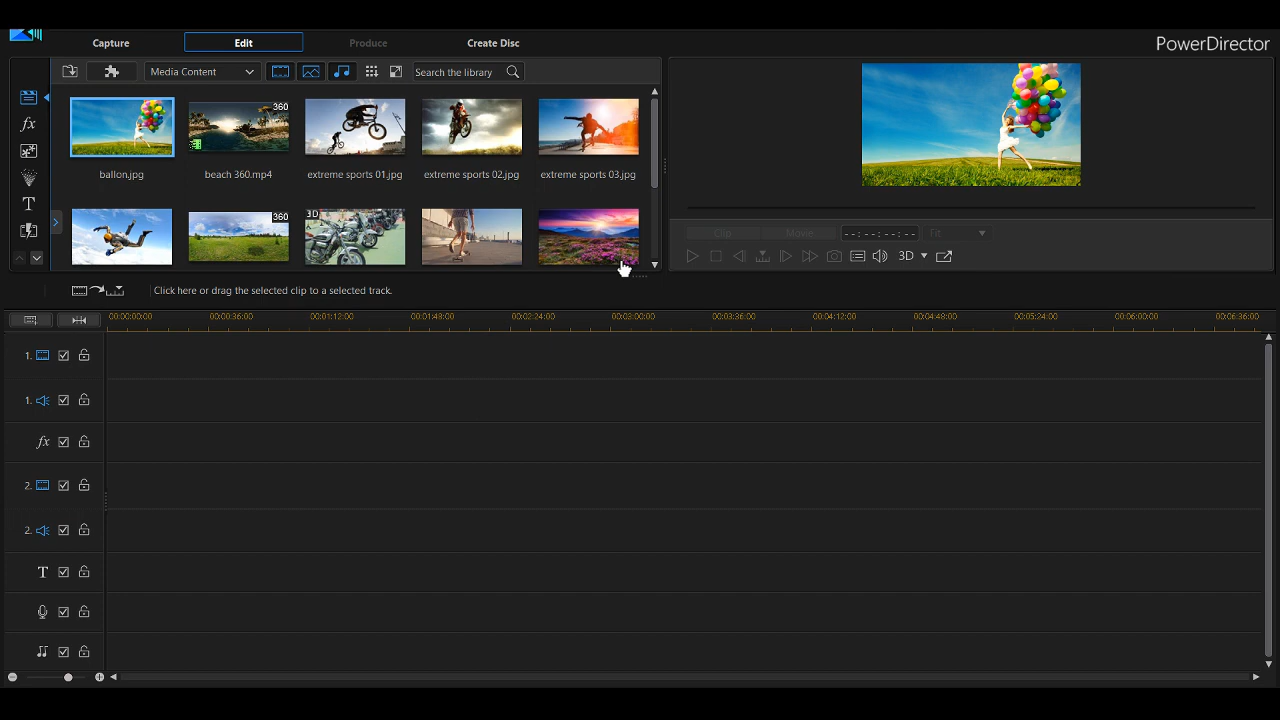 Capture
Edit
Produce
Create Disc
PowerDirector
Media Content
Search the library
360
ballon.jpg
beach 360.mp4
extreme sports 01.jpg
extreme sports 02.jpg
extreme sports 03.jpg
360
3D
Clip
Move
--:--:--:--
Fit
3D
Click here or drag the selected clip to a selected track.
00:00:00:00
00:00:36:00
00:01:12:00
00:01:48:00
00:02:24:00
00:03:00:00
00:03:36:00
00:04:12:00
00:04:48:00
00:05:24:00
00:06:00:00
00:06:36:00
1.
1.
fx
2.
2.
T